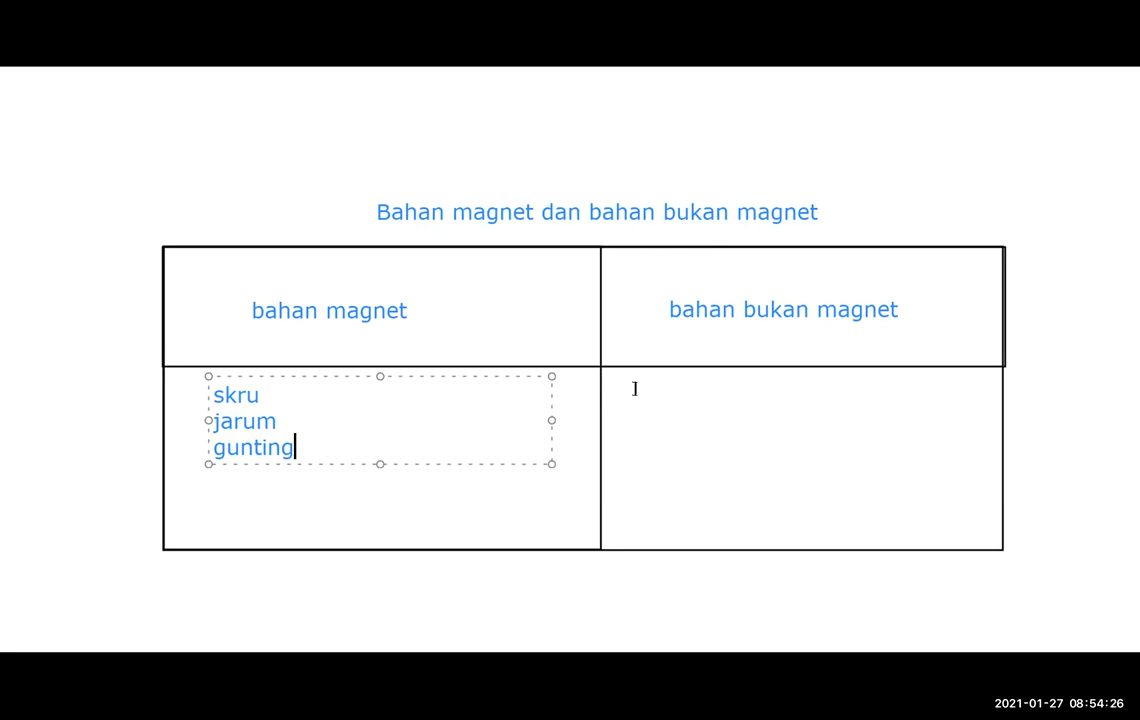 Bahan magnet dan bahan bukan magnet
bahan magnet
bahan bukan magnet
skru
jarum
gunting
2021-01-27 08:54:26